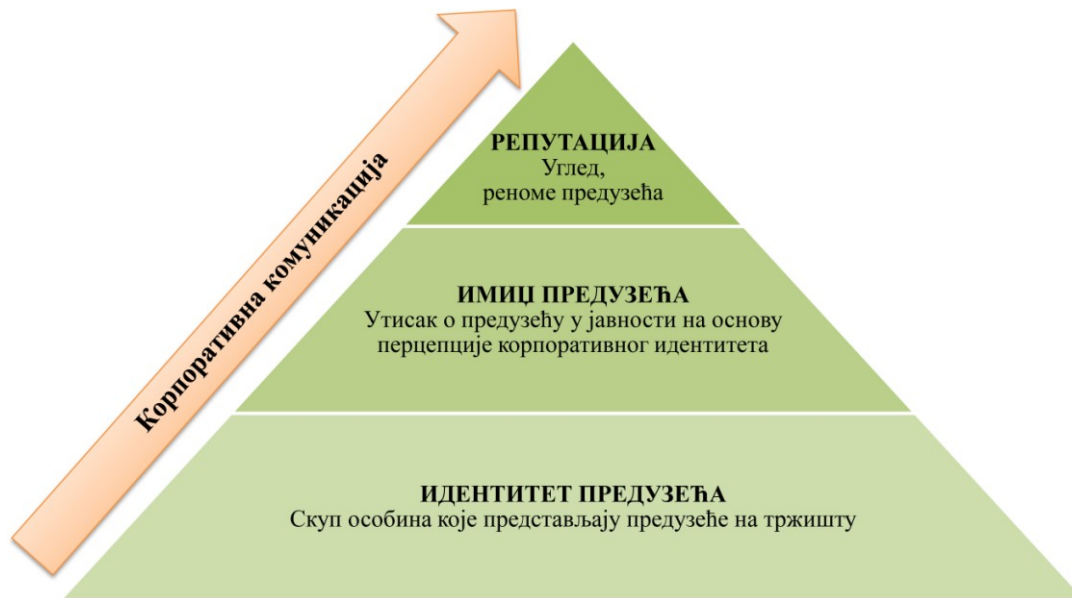 Корпоративна комуникација
РЕПУТАЦИЈА
Углед,
реноме предузећа
ИМИЏ ПРЕДУЗЕЋА
Утисак о предузећу у јавности на основу
перцепције корпоративног идентитета
ИДЕНТИТЕТ ПРЕДУЗЕЋА
Скуп особина које представљају предузеће на тржишту